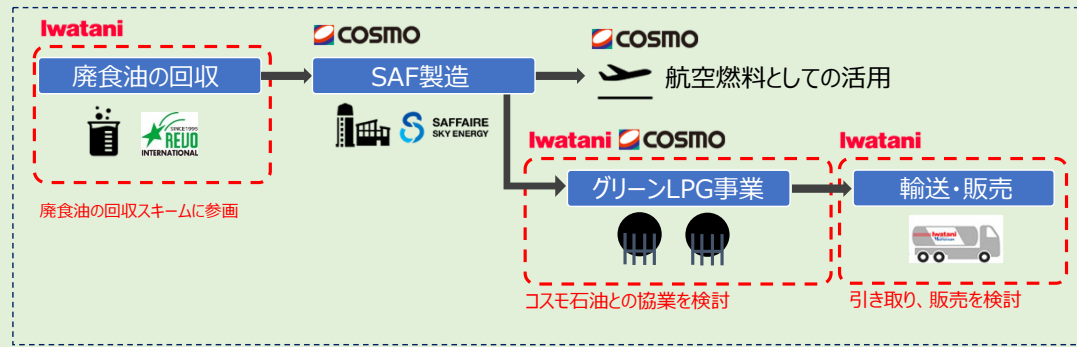 Iwatani
廃食油の回収
SINCE 1995
REVO
INTERNATIONAL
廃食油の回収スキームに参画
COSMO
SAF製造
SAFFAIRE
SKY ENERGY
COSMO
航空燃料としての活用
Iwatani COSMO
グリーンLPG事業
コスモ石油との協業を検討
Iwatani
輸送・販売
Iwatani
引き取り、販売を検討